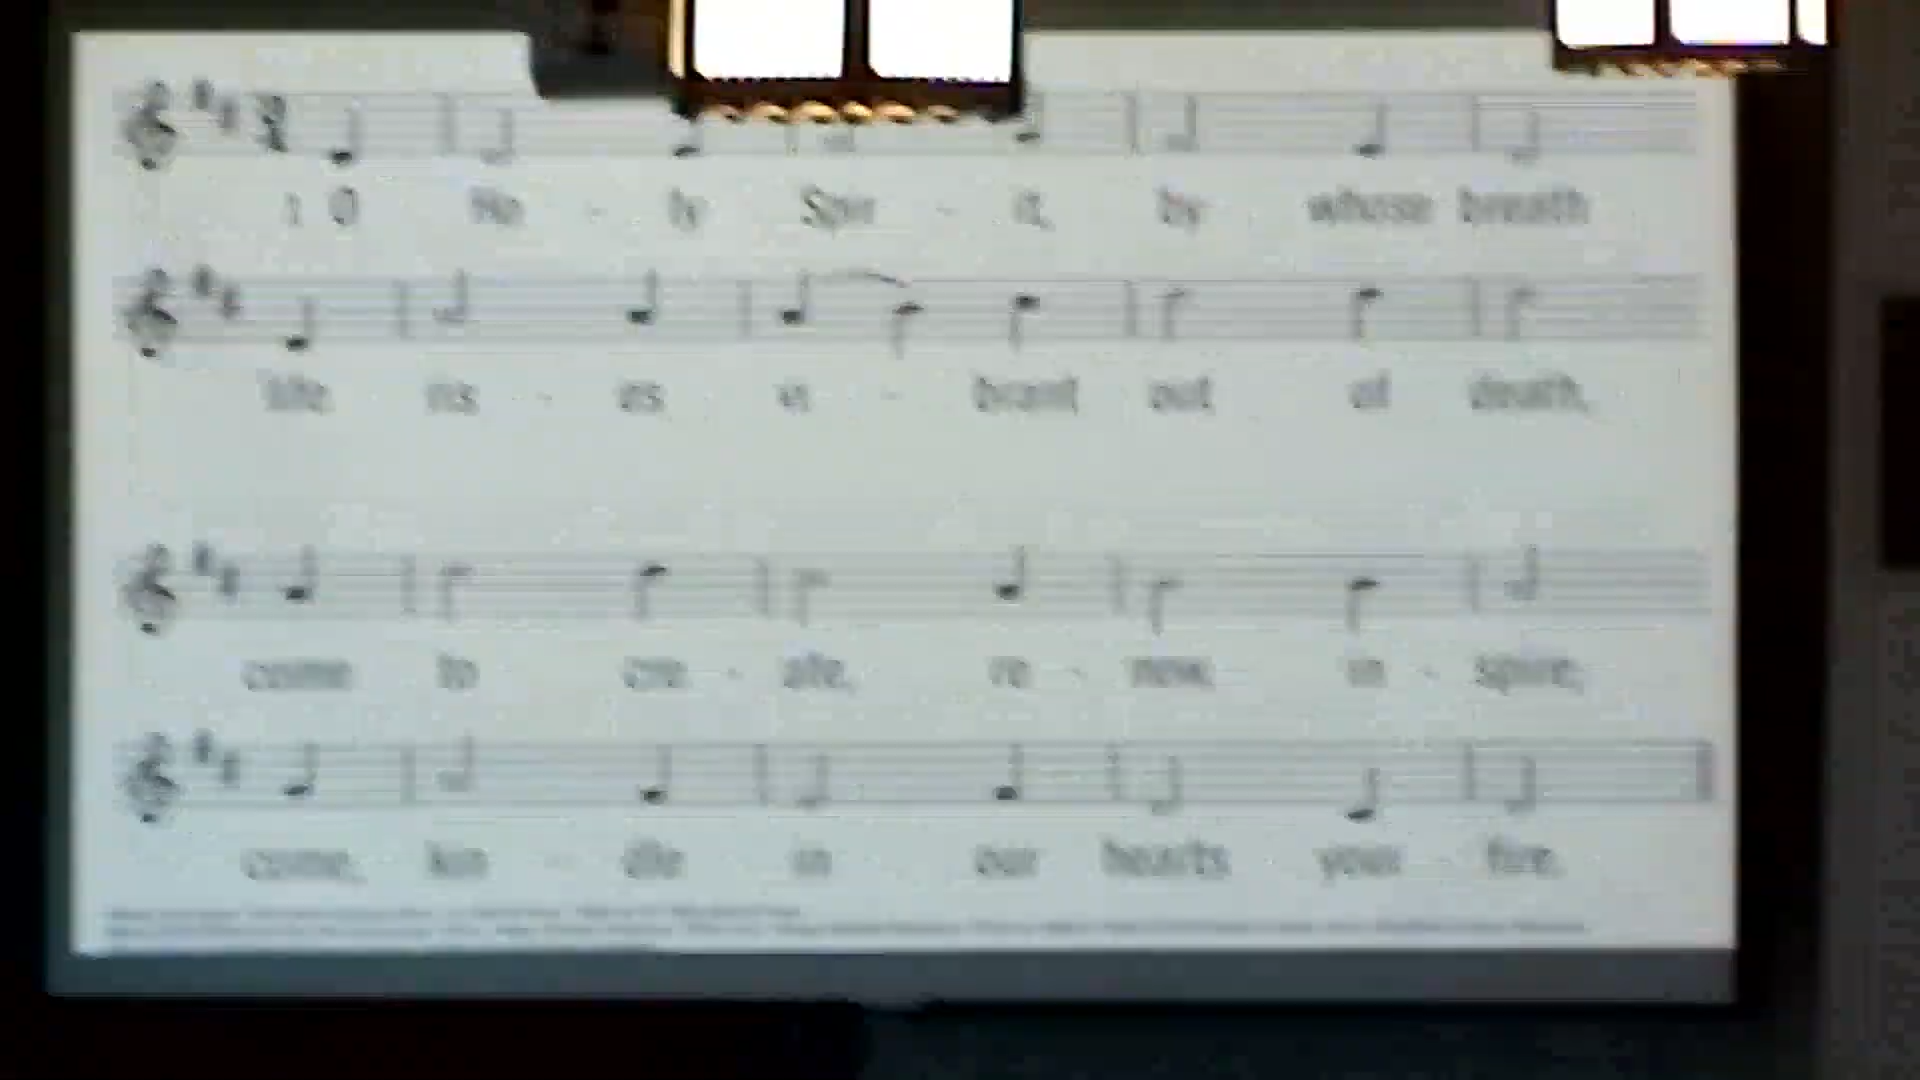 1 O Ho - ly Spir - it, by whose breath
life ris - es vi - brant out of death,
come to cre - ate, re - new, in - spire;
come, kin - dle in our hearts your fire.